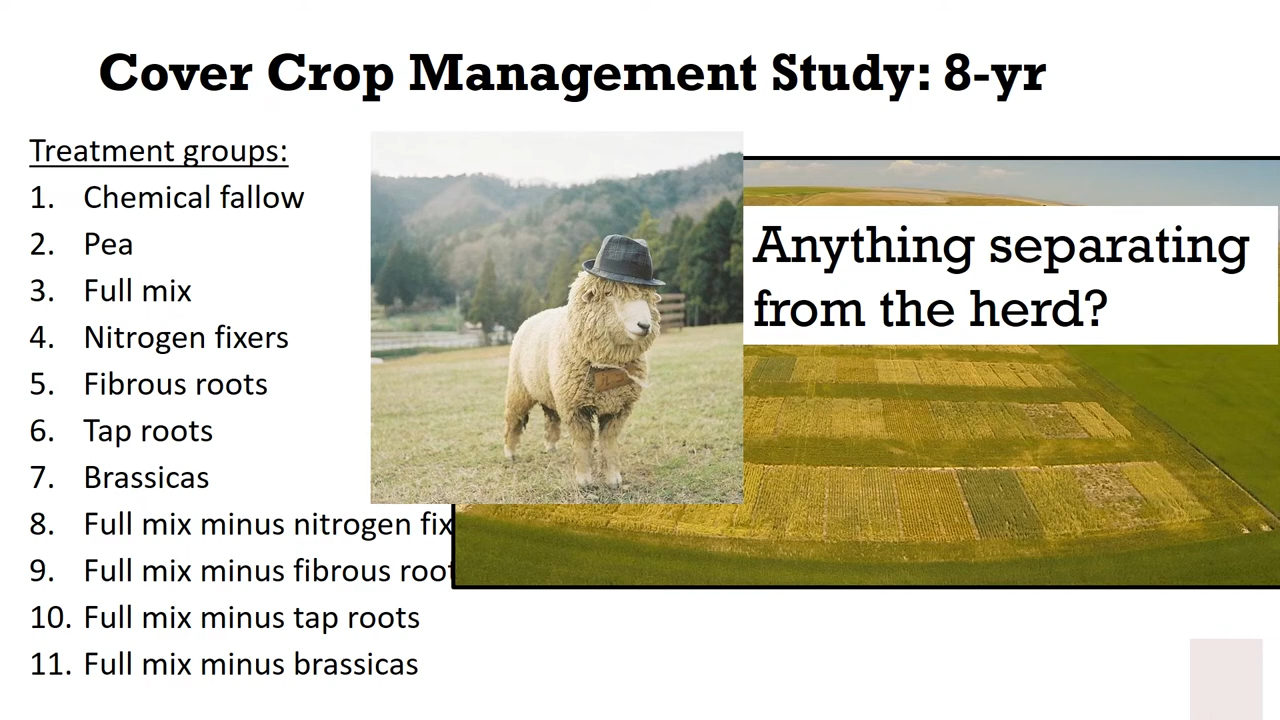 Cover Crop Management Study: 8-yr
Treatment groups:
1. Chemical fallow
2. Pea
3. Full mix
4. Nitrogen fixers
5. Fibrous roots
6. Tap roots
7. Brassicas
8. Full mix minus nitrogen fix
9. Full mix minus fibrous root
10. Full mix minus tap roots
11. Full mix minus brassicas
Anything separating
from the herd?